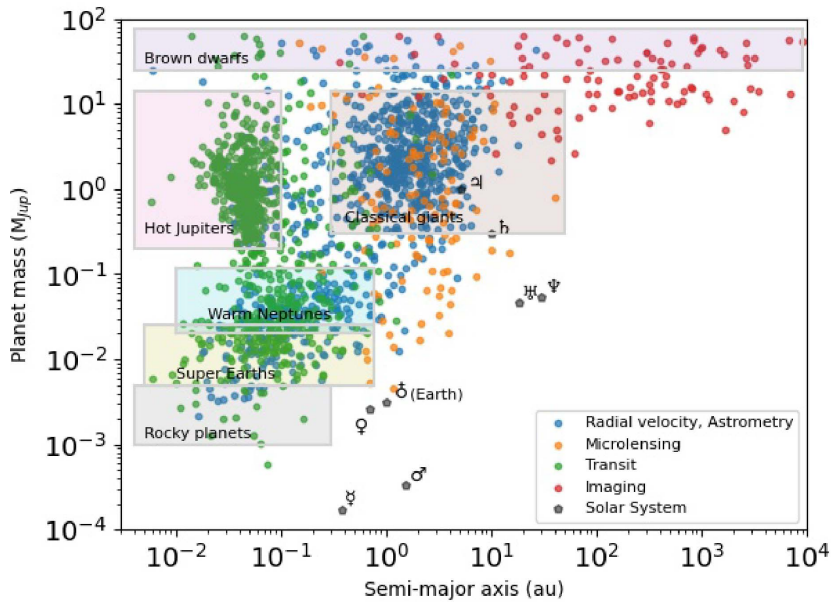 Planet mass (M_Jup)
10^2
10^1
10^0
10^-1
10^-2
10^-3
10^-4
Brown dwarfs
Hot Jupiters
Classical giants
♃
♄
Warm Neptunes
♅ ♆
Super Earths
♁ (Earth)
♀
Rocky planets
♂
☿
Radial velocity, Astrometry
Microlensing
Transit
Imaging
Solar System
10^-2 10^-1 10^0 10^1 10^2 10^3 10^4
Semi-major axis (au)